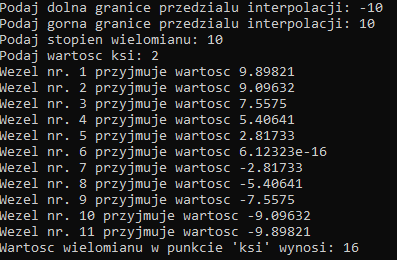 Podaj dolna granice przedzialu interpolacji: -10
Podaj gorna granice przedzialu interpolacji: 10
Podaj stopien wielomianu: 10
Podaj wartosc ksi: 2
Wezel nr. 1 przyjmuje wartosc 9.89821
Wezel nr. 2 przyjmuje wartosc 9.09632
Wezel nr. 3 przyjmuje wartosc 7.5575
Wezel nr. 4 przyjmuje wartosc 5.40641
Wezel nr. 5 przyjmuje wartosc 2.81733
Wezel nr. 6 przyjmuje wartosc 6.12323e-16
Wezel nr. 7 przyjmuje wartosc -2.81733
Wezel nr. 8 przyjmuje wartosc -5.40641
Wezel nr. 9 przyjmuje wartosc -7.5575
Wezel nr. 10 przyjmuje wartosc -9.09632
Wezel nr. 11 przyjmuje wartosc -9.89821
Wartosc wielomianu w punkcie 'ksi' wynosi: 16